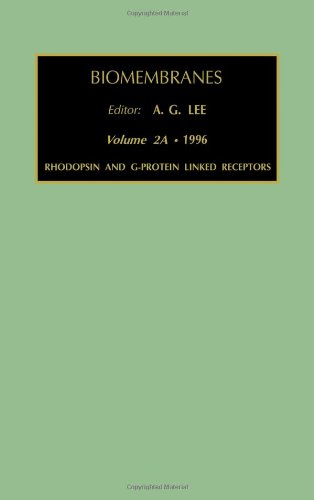 BIOMEMBRANES
Editor: A. G. LEE
Volume 2A • 1996
RHODOPSIN AND G-PROTEIN LINKED RECEPTORS